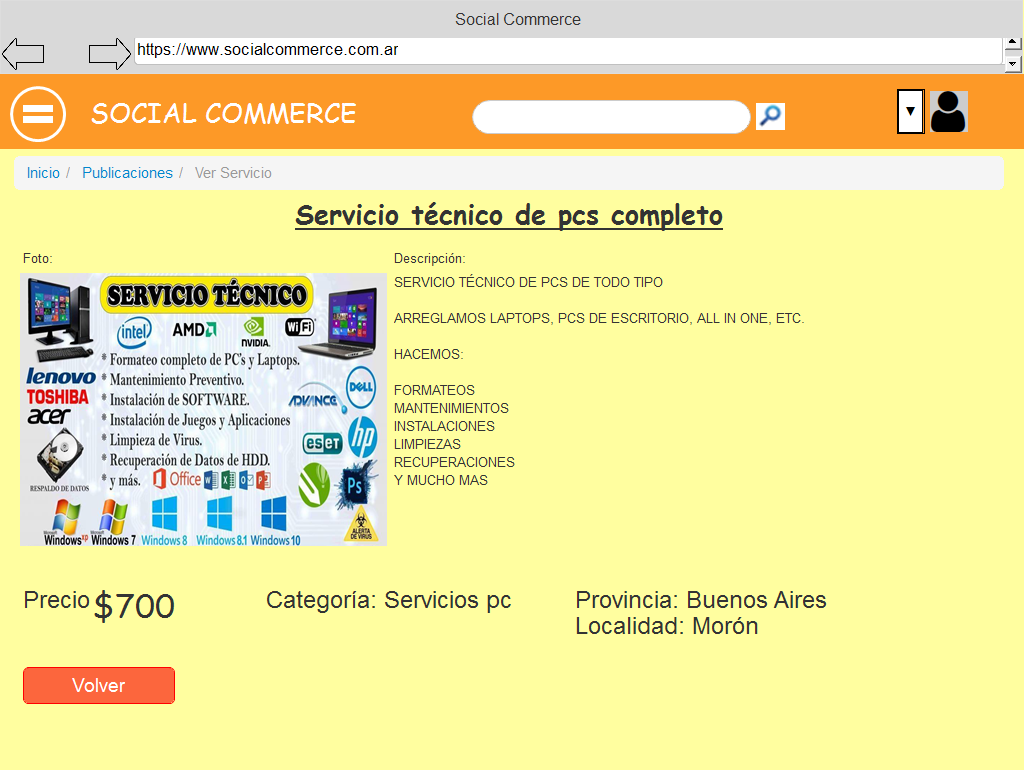 Social Commerce
https://www.socialcommerce.com.ar
SOCIAL COMMERCE
Inicio / Publicaciones / Ver Servicio
Servicio técnico de pcs completo
Foto:
SERVICIO TÉCNICO
intel AMD NVIDIA. Wi Fi
* Formateo completo de PC's y Laptops.
lenovo * Mantenimiento Preventivo.
TOSHIBA * Instalación de SOFTWARE. ADVANCE DELL
acer * Instalación de Juegos y Aplicaciones
* Limpieza de Virus. eset hp
* Recuperación de Datos de HDD.
* y más. Office Ps
RESPALDO DE DATOS
Windows xp Windows 7 Windows 8 Windows 8.1 Windows 10
ALERTA
DE VIRUS
Descripción:
SERVICIO TÉCNICO DE PCS DE TODO TIPO
ARREGLAMOS LAPTOPS, PCS DE ESCRITORIO, ALL IN ONE, ETC.
HACEMOS:
FORMATEOS
MANTENIMIENTOS
INSTALACIONES
LIMPIEZAS
RECUPERACIONES
Y MUCHO MAS
Precio $700
Categoría: Servicios pc
Provincia: Buenos Aires
Localidad: Morón
Volver